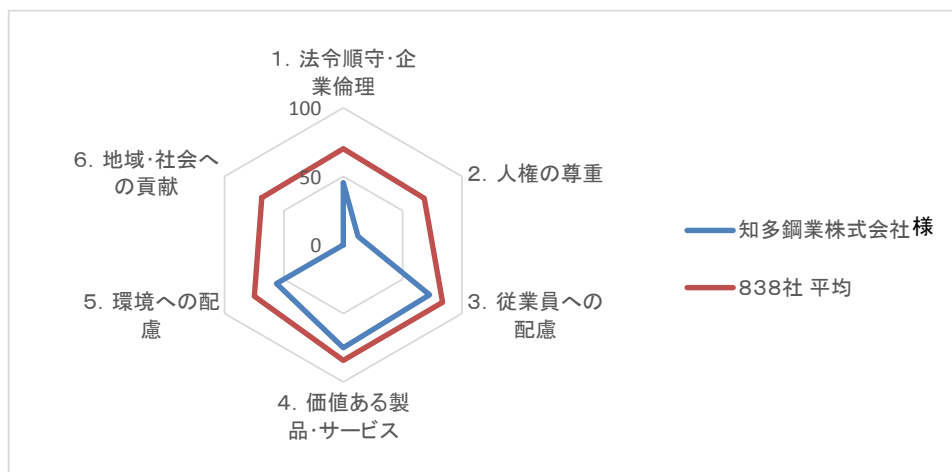 1. 法令順守･企
業倫理
100
6. 地域･社会へ
の貢献
50
2. 人権の尊重
0
知多鋼業株式会社様
838社 平均
5. 環境への配
慮
3. 従業員への
配慮
4. 価値ある製
品･サービス